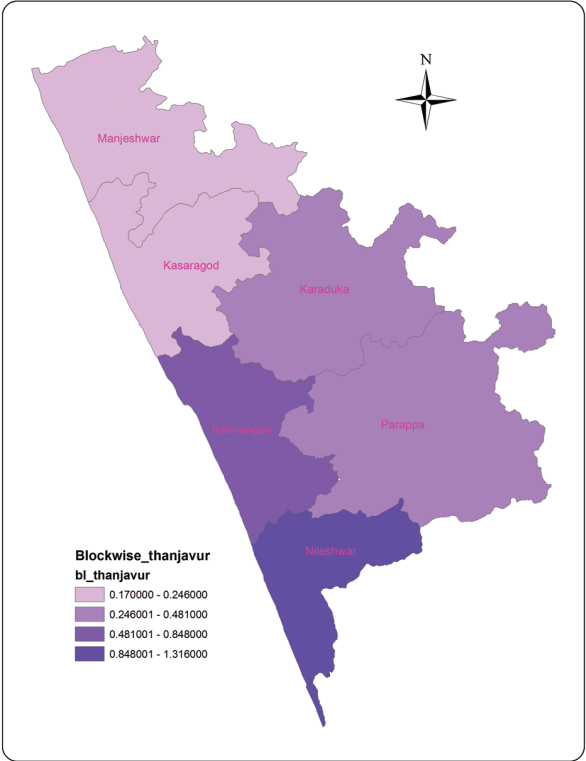 N
Manjeshwar
Kasaragod
Karaduka
Kanhangad
Parappa
Nileshwar
Blockwise_thanjavur
bl_thanjavur
0.170000 - 0.246000
0.246001 - 0.481000
0.481001 - 0.848000
0.848001 - 1.316000